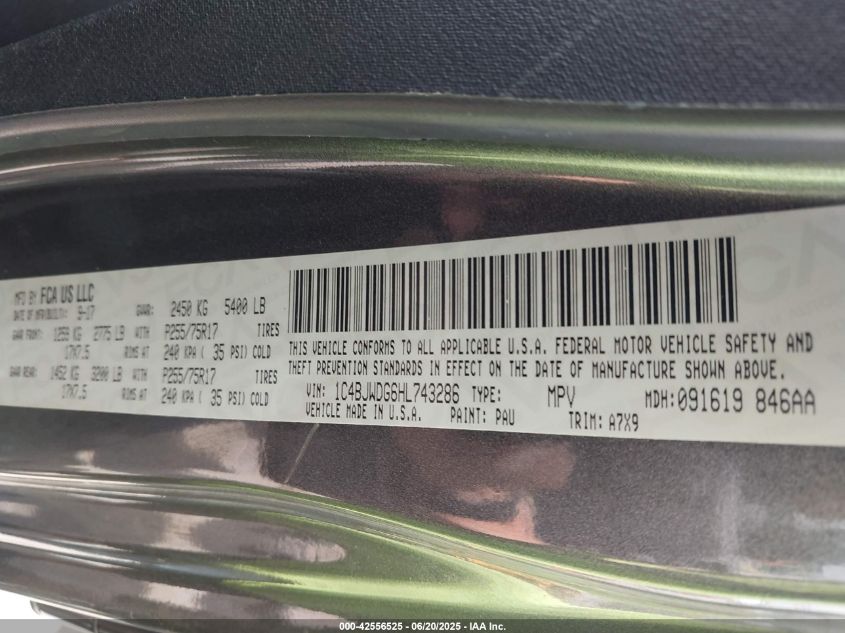 MFD BY FCA US LLC
DATE OF MFR/BUILT: 9-17 GVWR: 2450 KG 5400 LB
GAWR FRONT: 1259 KG 2775 LB WITH P255/75R17 TIRES
17X7.5 RIMS AT 240 KPA ( 35 PSI) COLD
GAWR REAR: 1452 KG 3200 LB WITH P255/75R17 TIRES
17X7.5 RIMS AT 240 KPA ( 35 PSI) COLD
THIS VEHICLE CONFORMS TO ALL APPLICABLE U.S.A. FEDERAL MOTOR VEHICLE SAFETY AND
THEFT PREVENTION STANDARDS IN EFFECT ON THE DATE OF MANUFACTURE SHOWN ABOVE.
VIN: 1C4BJWDG6HL743286 TYPE: MPV MDH:091619 846AA
VEHICLE MADE IN U.S.A. PAINT: PAU TRIM: A7X9
000-42556525 - 06/20/2025 - IAA Inc.